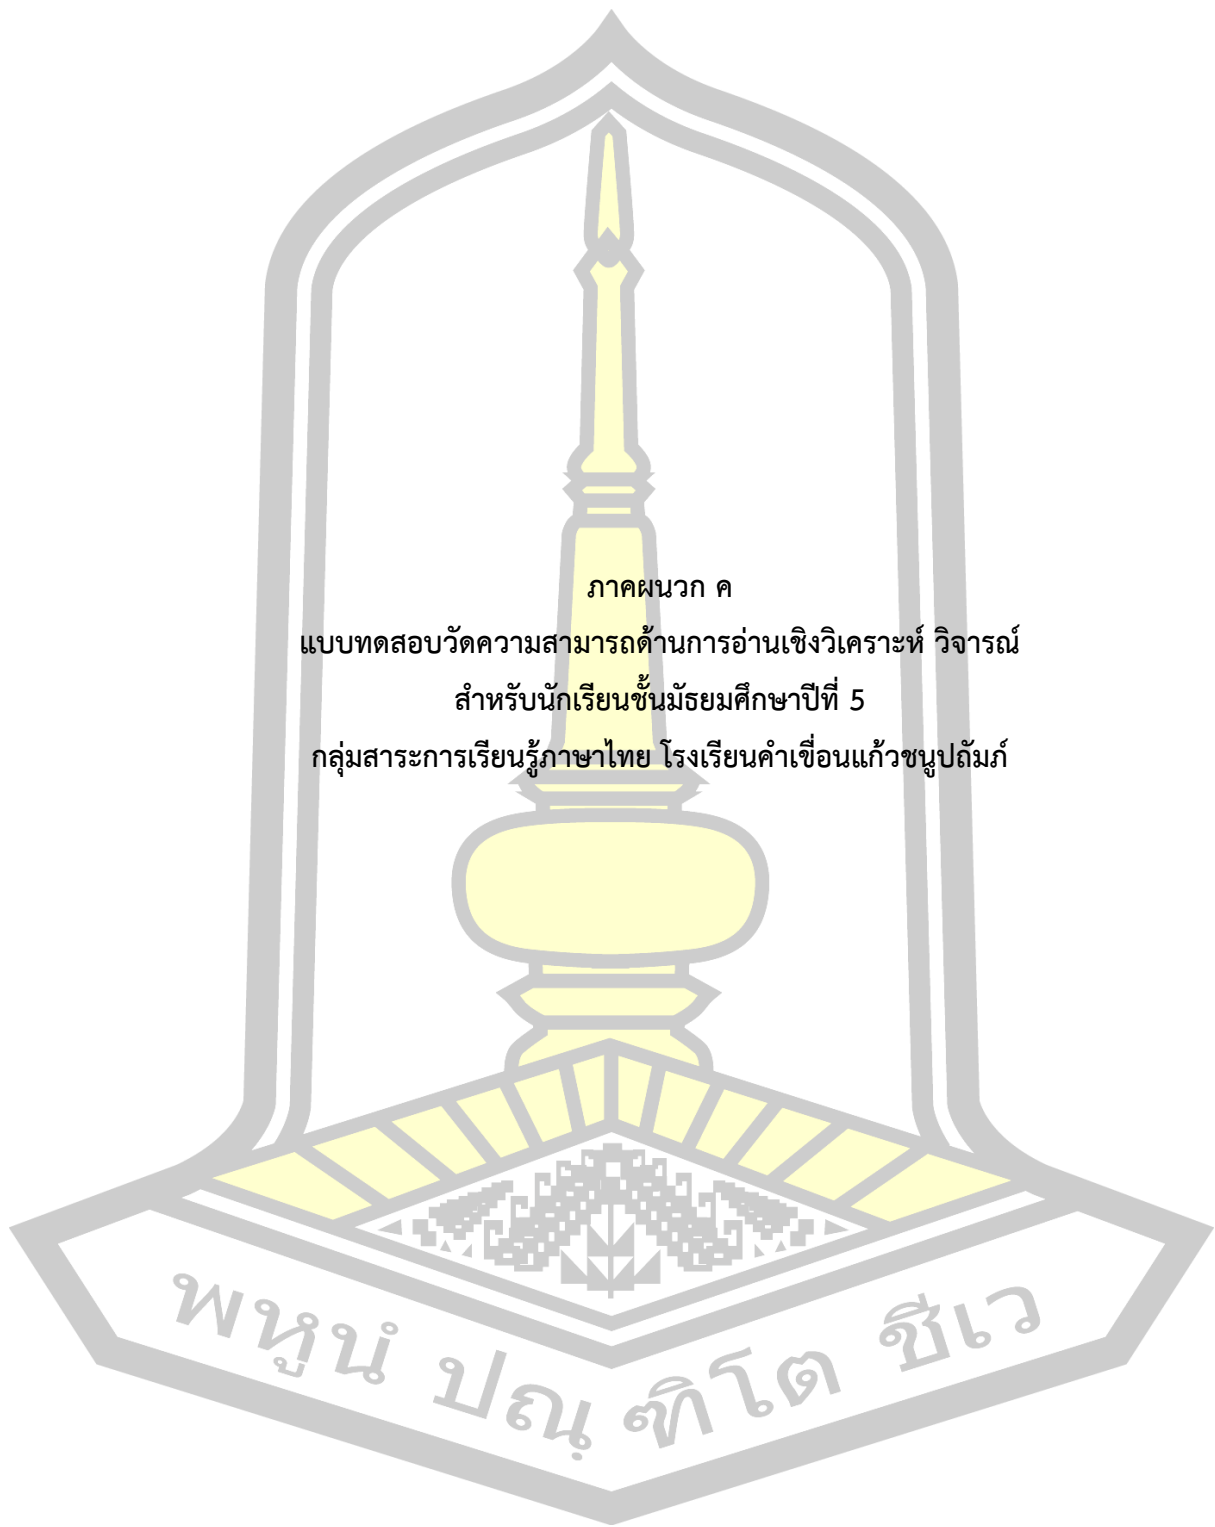 ภาคผนวก ค
แบบทดสอบวัดความสามารถด้านการอ่านเชิงวิเคราะห์ วิจารณ์
สำหรับนักเรียนชั้นมัธยมศึกษาปีที่ 5
กลุ่มสาระการเรียนรู้ภาษาไทย โรงเรียนคำเขื่อนแก้วชนูปถัมภ์
พหูนํ ปณฺ ฑิโต ชีเว